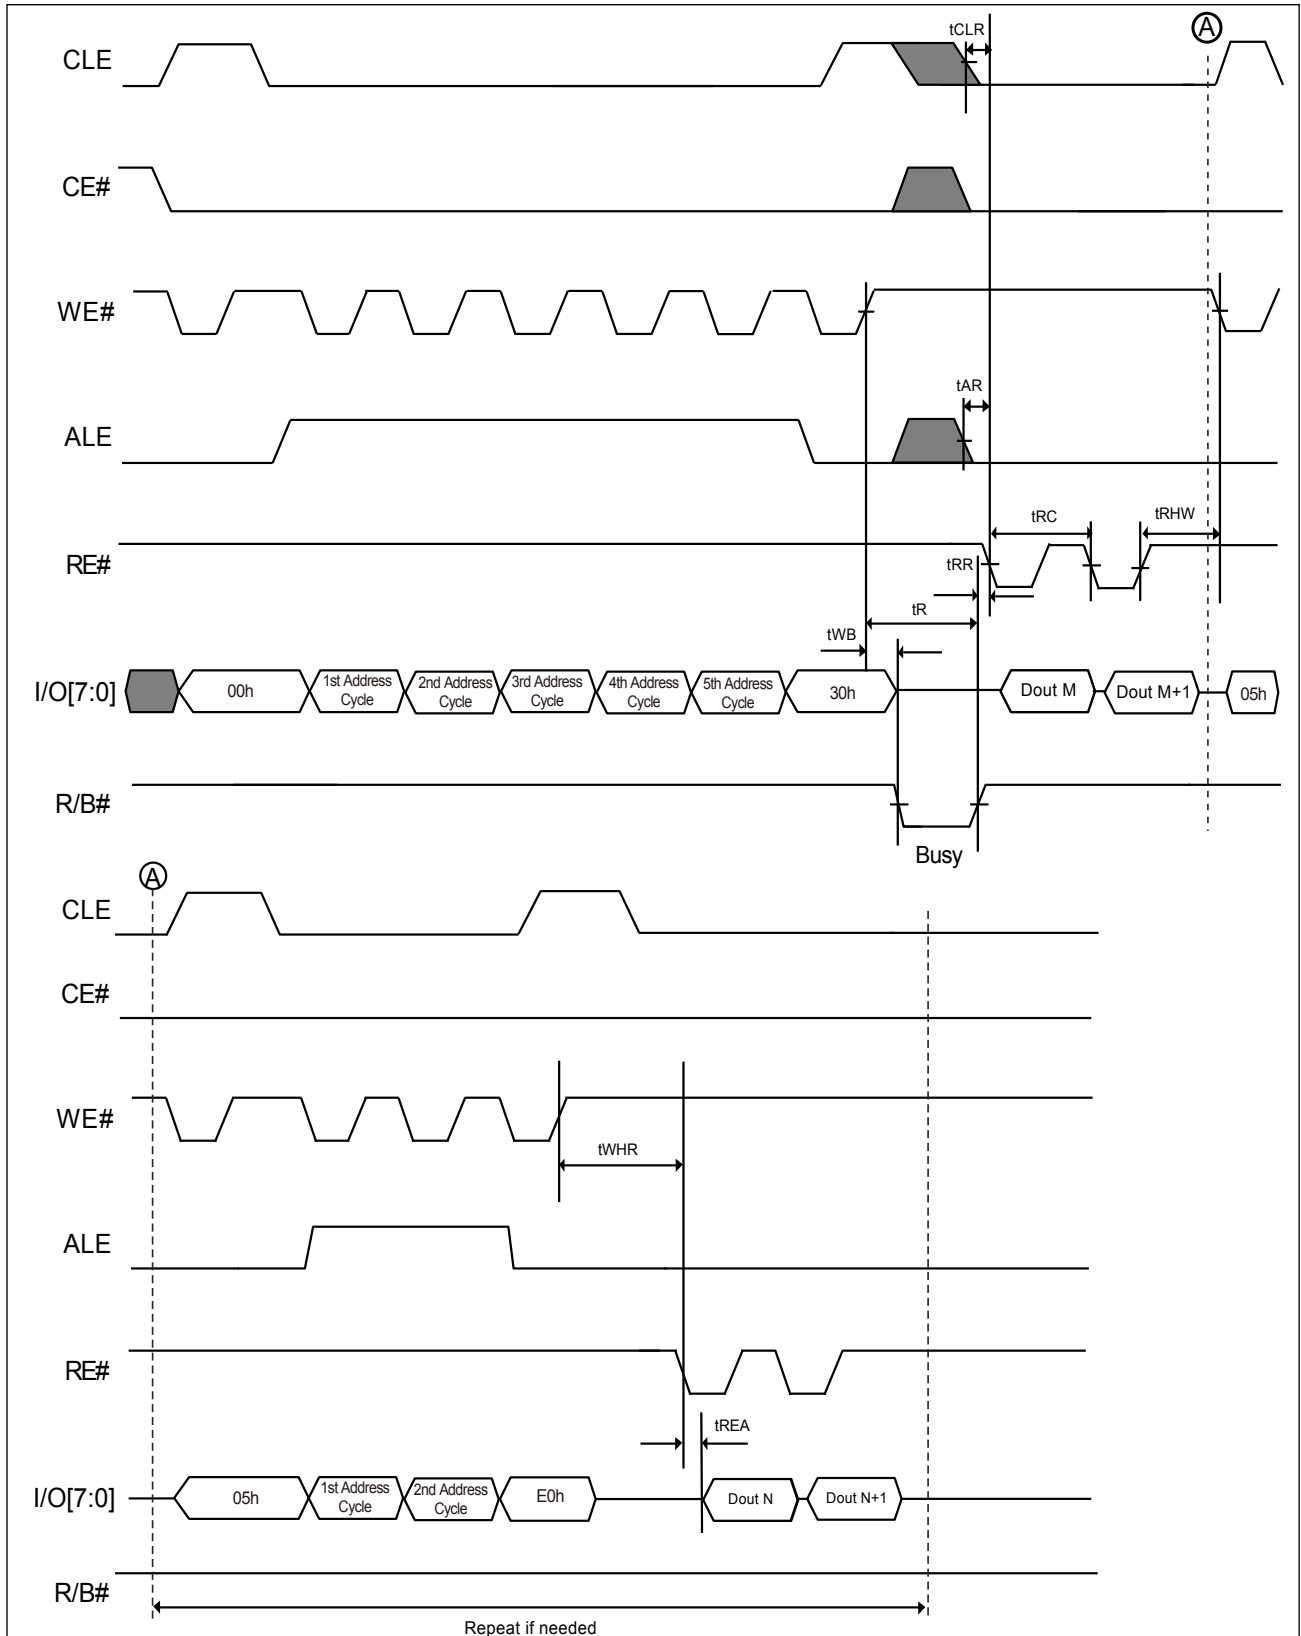 A
tCLR
CLE
CE#
WE#
tAR
ALE
tRC
tRHW
RE#
tRR
tR
tWB
I/O[7:0]
00h
1st Address
Cycle
2nd Address
Cycle
3rd Address
Cycle
4th Address
Cycle
5th Address
Cycle
30h
Dout M
Dout M+1
05h
R/B#
Busy
A
CLE
CE#
WE#
tWHR
ALE
RE#
tREA
I/O[7:0]
05h
1st Address
Cycle
2nd Address
Cycle
E0h
Dout N
Dout N+1
R/B#
Repeat if needed